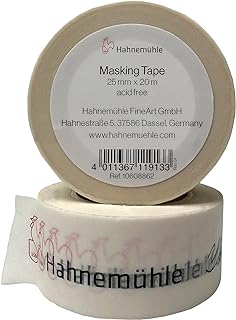 Hahnemühle
Masking Tape
25 mm x 20 m
acid free
Hahnemühle FineArt GmbH
Hahnestraße 5, 37586 Dassel, Germany
www.hahnemuehle.com
4 011367 119133
Ref. 10606862
Hahnemühle